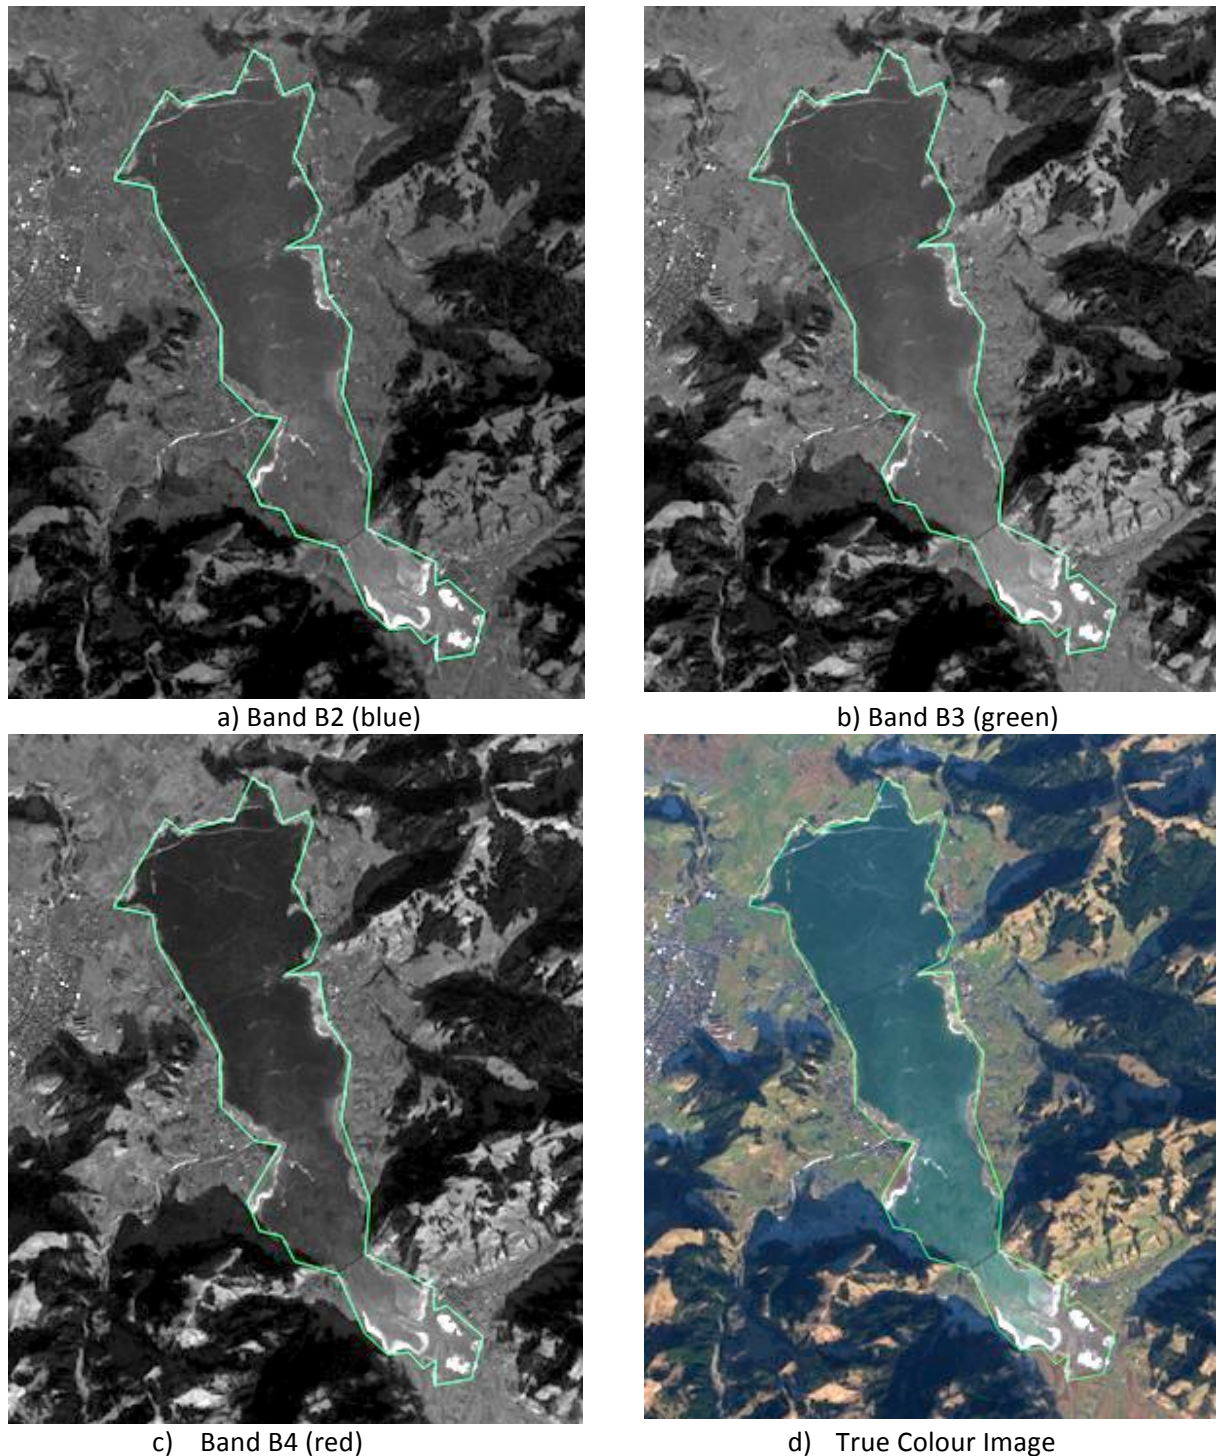 a) Band B2 (blue)
b) Band B3 (green)
c) Band B4 (red)
d) True Colour Image